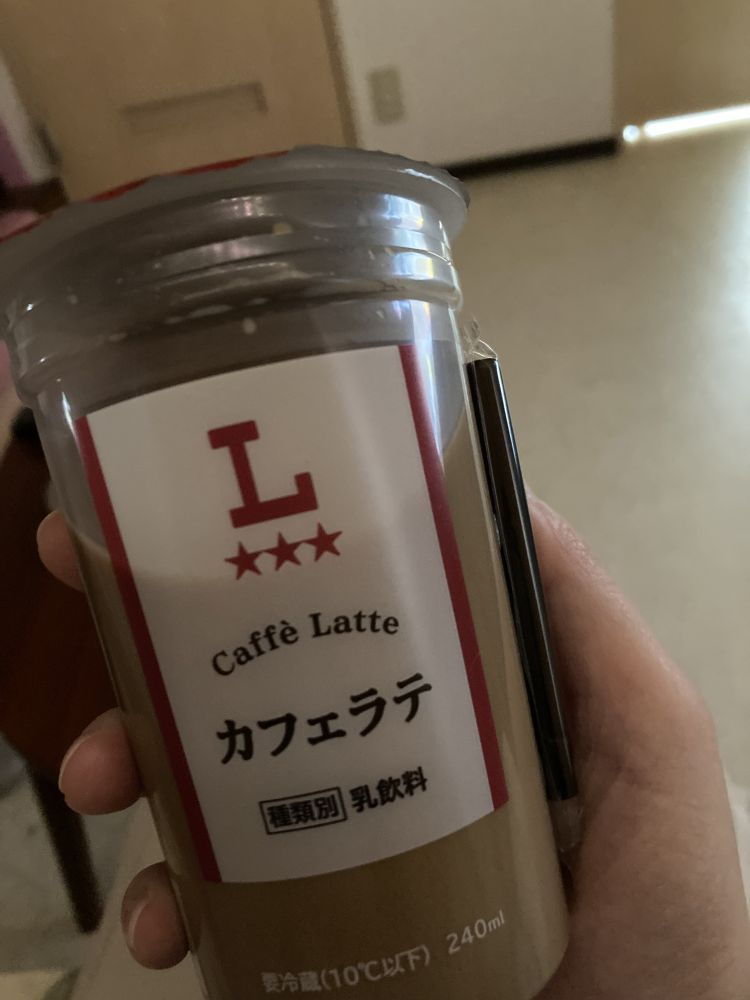 L
★★★
Caffè Latte
カフェラテ
種類別 乳飲料
要冷蔵(10℃以下) 240ml